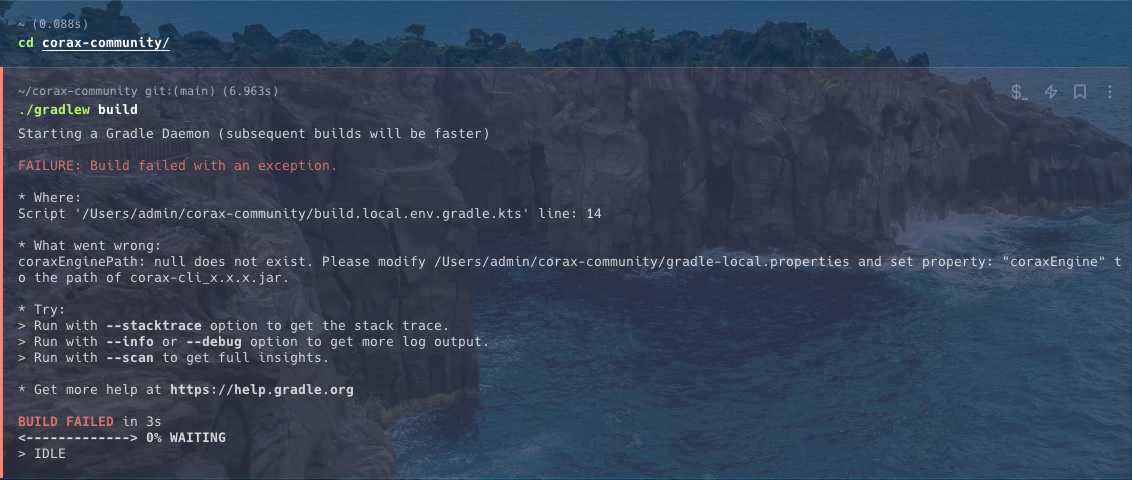 ~ (0.088s)
cd corax-community/
~/corax-community git:(main) (6.963s)
$_
./gradlew build
Starting a Gradle Daemon (subsequent builds will be faster)
FAILURE: Build failed with an exception.
* Where:
Script '/Users/admin/corax-community/build.local.env.gradle.kts' line: 14
* What went wrong:
coraxEnginePath: null does not exist. Please modify /Users/admin/corax-community/gradle-local.properties and set property: "coraxEngine" t
o the path of corax-cli_x.x.x.jar.
* Try:
> Run with --stacktrace option to get the stack trace.
> Run with --info or --debug option to get more log output.
> Run with --scan to get full insights.
* Get more help at https://help.gradle.org
BUILD FAILED in 3s
<-------------> 0% WAITING
> IDLE